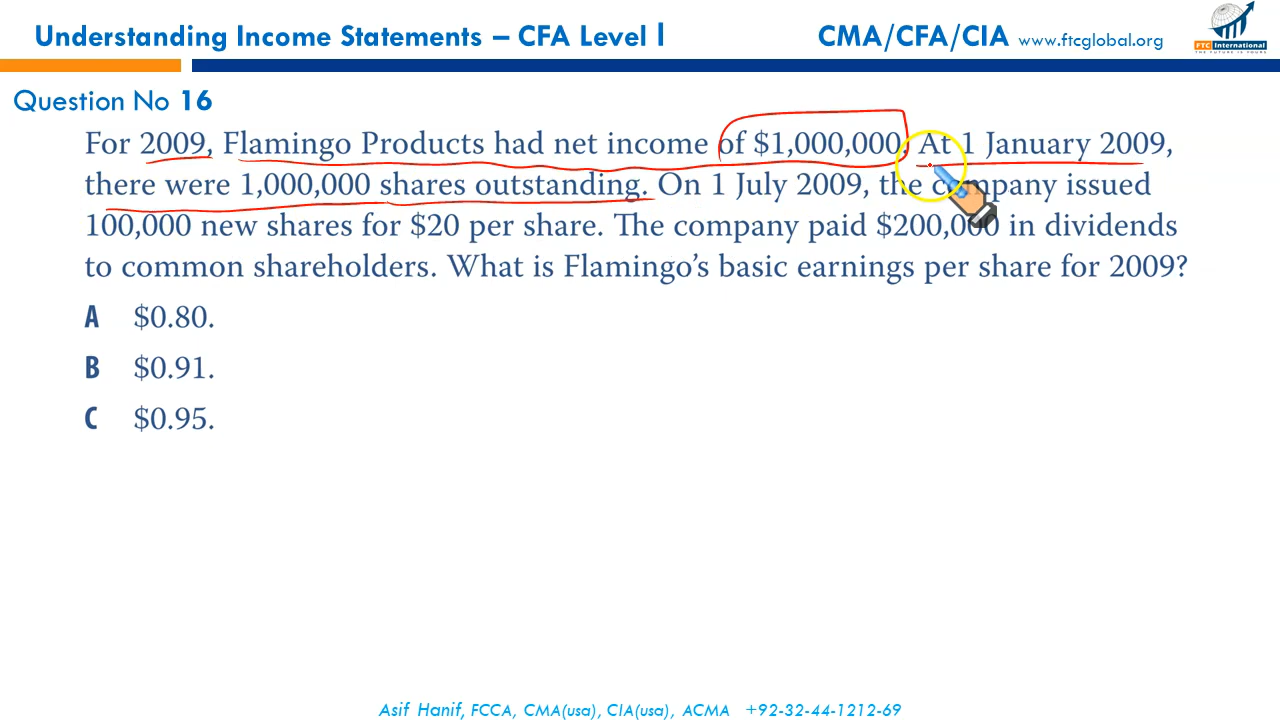 Understanding Income Statements – CFA Level I
CMA/CFA/CIA www.ftcglobal.org
FTC International
Question No 16
For 2009, Flamingo Products had net income of $1,000,000. At 1 January 2009,
there were 1,000,000 shares outstanding. On 1 July 2009, the company issued
100,000 new shares for $20 per share. The company paid $200,000 in dividends
to common shareholders. What is Flamingo’s basic earnings per share for 2009?
A $0.80.
B $0.91.
C $0.95.
Asif Hanif, FCCA, CMA(usa), CIA(usa), ACMA +92-32-44-1212-69